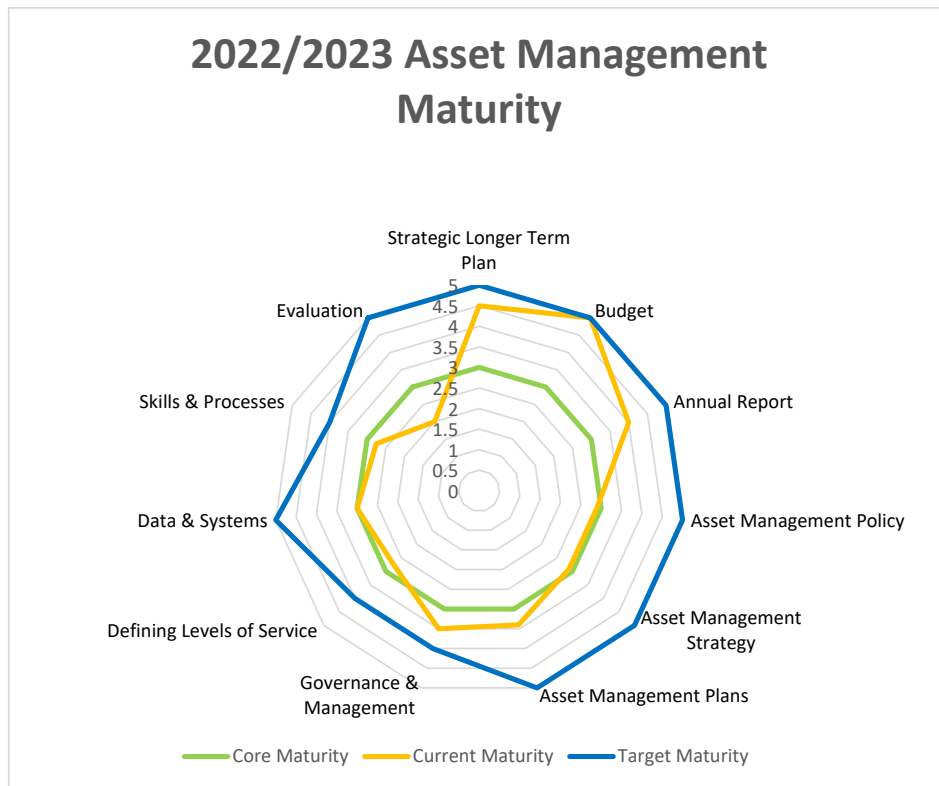 2022/2023 Asset Management
Maturity
Strategic Longer Term
Plan
Budget
Annual Report
Asset Management Policy
Asset Management
Strategy
Asset Management Plans
Governance &
Management
Defining Levels of Service
Data & Systems
Skills & Processes
Evaluation
5
4.5
4
3.5
3
2.5
2
1.5
1
0.5
0
Core Maturity
Current Maturity
Target Maturity